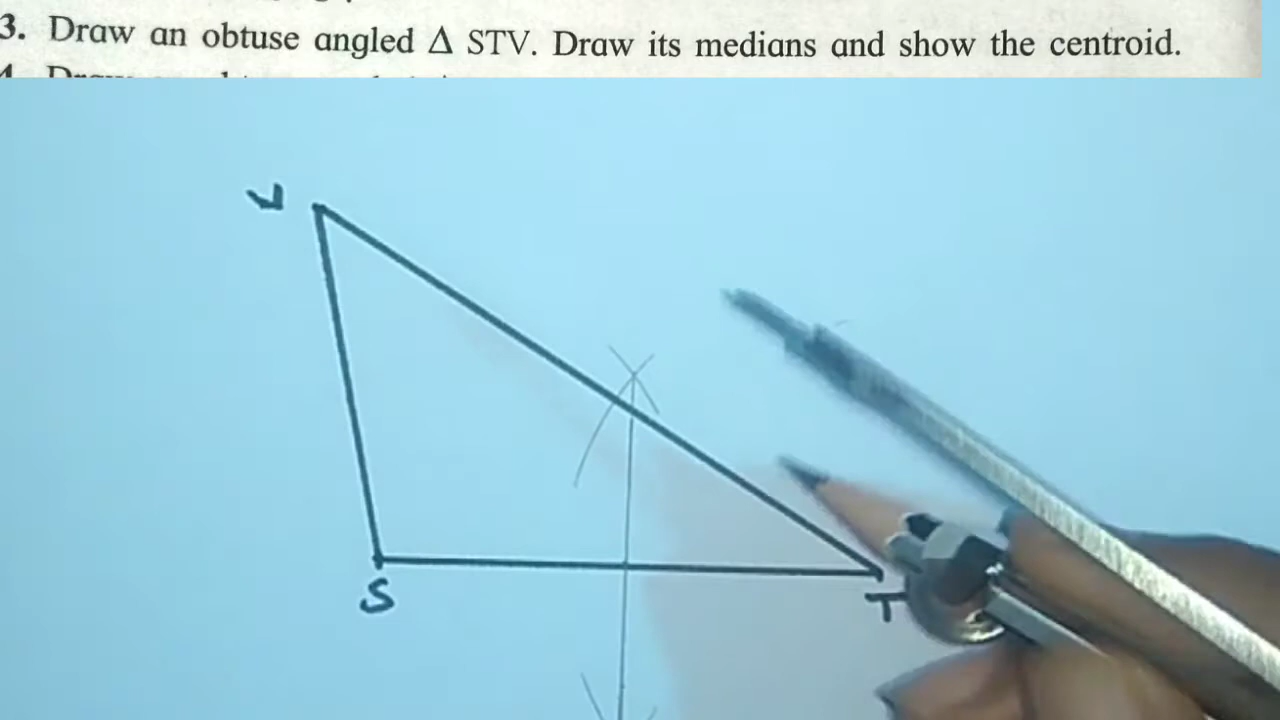 3. Draw an obtuse angled Δ STV. Draw its medians and show the centroid.
V
S
T